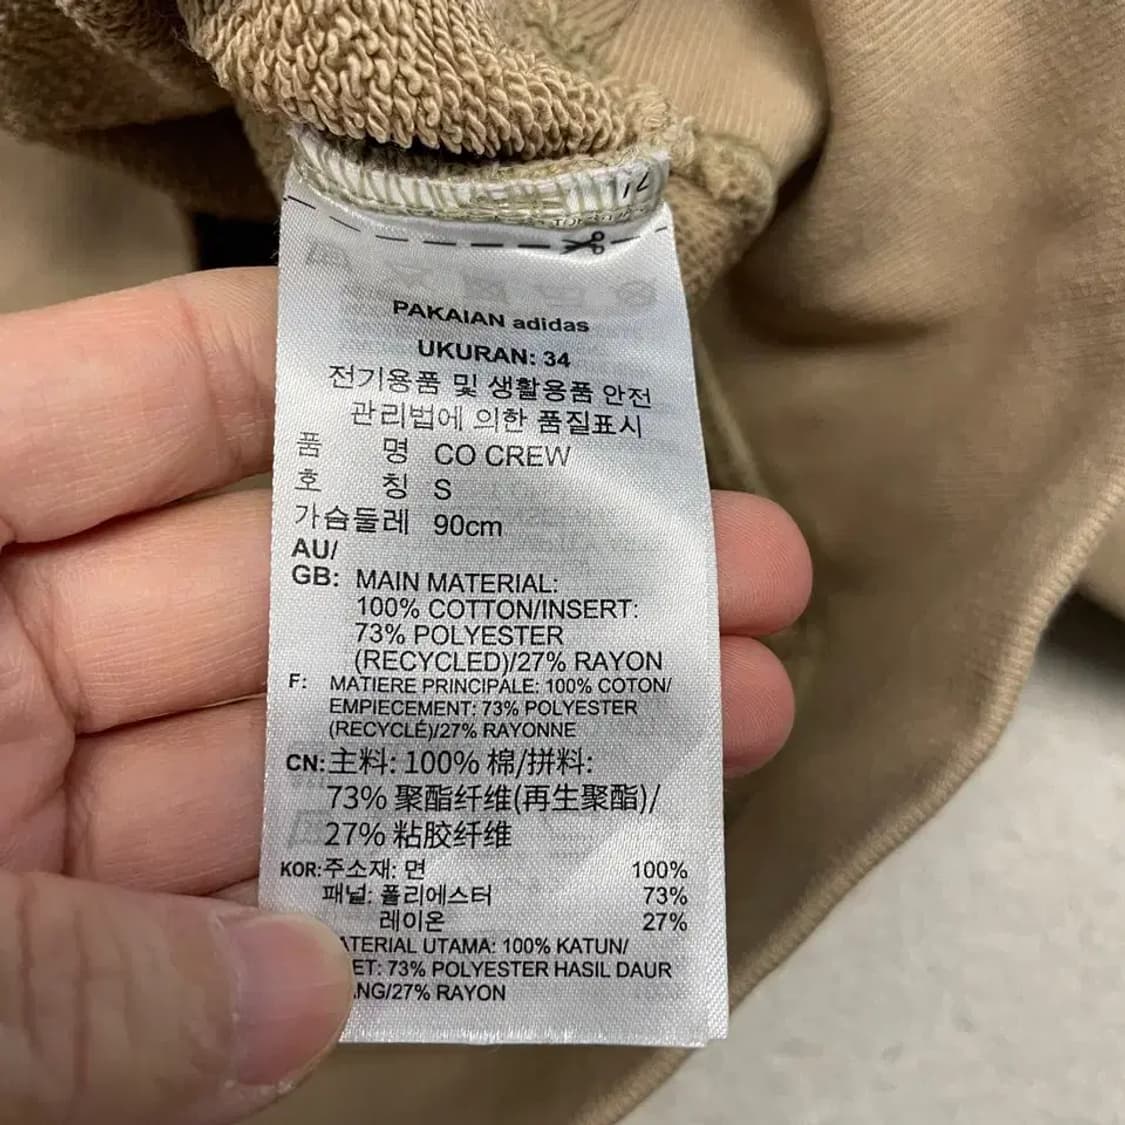 PAKAIAN adidas
UKURAN: 34
전기용품 및 생활용품 안전
관리법에 의한 품질표시
품 명 CO CREW
호 칭 S
가슴둘레 90cm
AU/
GB: MAIN MATERIAL:
100% COTTON/INSERT:
73% POLYESTER
(RECYCLED)/27% RAYON
F: MATIERE PRINCIPALE: 100% COTON/
EMPIECEMENT: 73% POLYESTER
(RECYCLÉ)/27% RAYONNE
CN: 主料: 100% 棉/拼料:
73% 聚酯纤维(再生聚酯)/
27% 粘胶纤维
KOR: 주소재: 면 100%
패널: 폴리에스터 73%
레이온 27%
UTAMA: 100% KATUN/
73% POLYESTER HASIL DAUR
27% RAYON